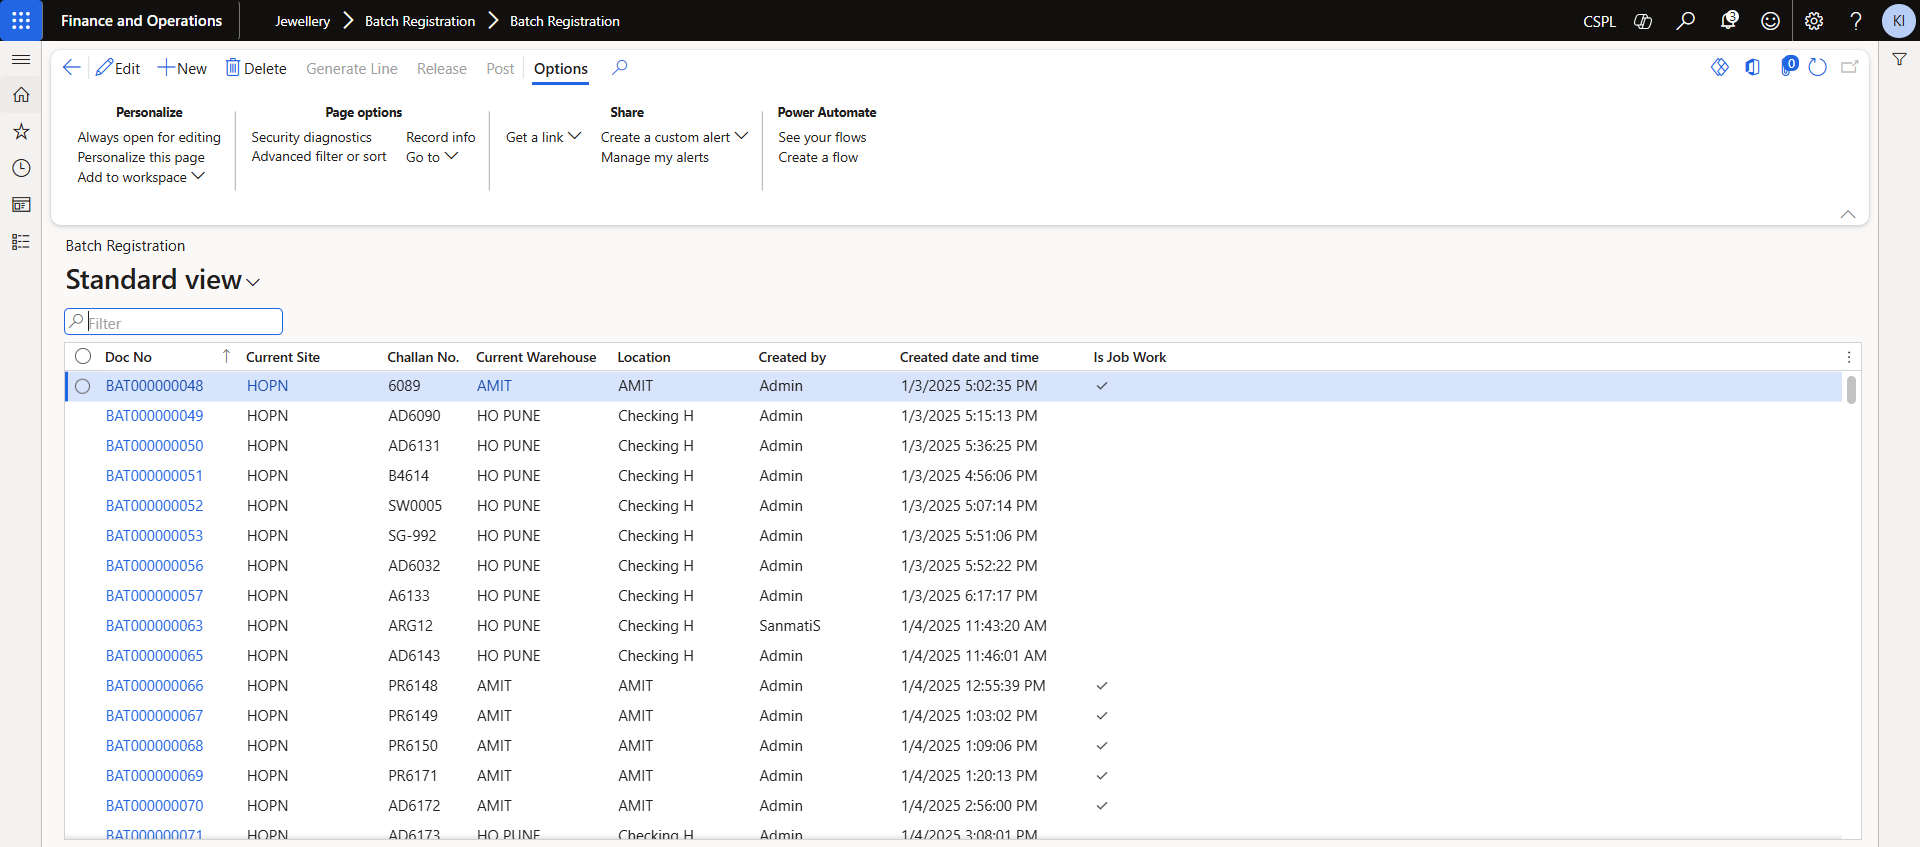 Finance and Operations Jewellery Batch Registration Batch Registration CSPL 3 ? KI
Edit New Delete Generate Line Release Post Options 0
Personalize Page options Share Power Automate
Always open for editing Security diagnostics Record info Get a link Create a custom alert See your flows
Personalize this page Advanced filter or sort Go to Manage my alerts Create a flow
Add to workspace
Batch Registration
Standard view
Filter
Doc No Current Site Challan No. Current Warehouse Location Created by Created date and time Is Job Work
BAT000000048 HOPN 6089 AMIT AMIT Admin 1/3/2025 5:02:35 PM ✓
BAT000000049 HOPN AD6090 HO PUNE Checking H Admin 1/3/2025 5:15:13 PM
BAT000000050 HOPN AD6131 HO PUNE Checking H Admin 1/3/2025 5:36:25 PM
BAT000000051 HOPN B4614 HO PUNE Checking H Admin 1/3/2025 4:56:06 PM
BAT000000052 HOPN SW0005 HO PUNE Checking H Admin 1/3/2025 5:07:14 PM
BAT000000053 HOPN SG-992 HO PUNE Checking H Admin 1/3/2025 5:51:06 PM
BAT000000056 HOPN AD6032 HO PUNE Checking H Admin 1/3/2025 5:52:22 PM
BAT000000057 HOPN A6133 HO PUNE Checking H Admin 1/3/2025 6:17:17 PM
BAT000000063 HOPN ARG12 HO PUNE Checking H SanmatiS 1/4/2025 11:43:20 AM
BAT000000065 HOPN AD6143 HO PUNE Checking H Admin 1/4/2025 11:46:01 AM
BAT000000066 HOPN PR6148 AMIT AMIT Admin 1/4/2025 12:55:39 PM ✓
BAT000000067 HOPN PR6149 AMIT AMIT Admin 1/4/2025 1:03:02 PM ✓
BAT000000068 HOPN PR6150 AMIT AMIT Admin 1/4/2025 1:09:06 PM ✓
BAT000000069 HOPN PR6171 AMIT AMIT Admin 1/4/2025 1:20:13 PM ✓
BAT000000070 HOPN AD6172 AMIT AMIT Admin 1/4/2025 2:56:00 PM ✓
BAT000000071 HOPN AD6173 HO PUNE Checking H Admin 1/4/2025 3:08:01 PM